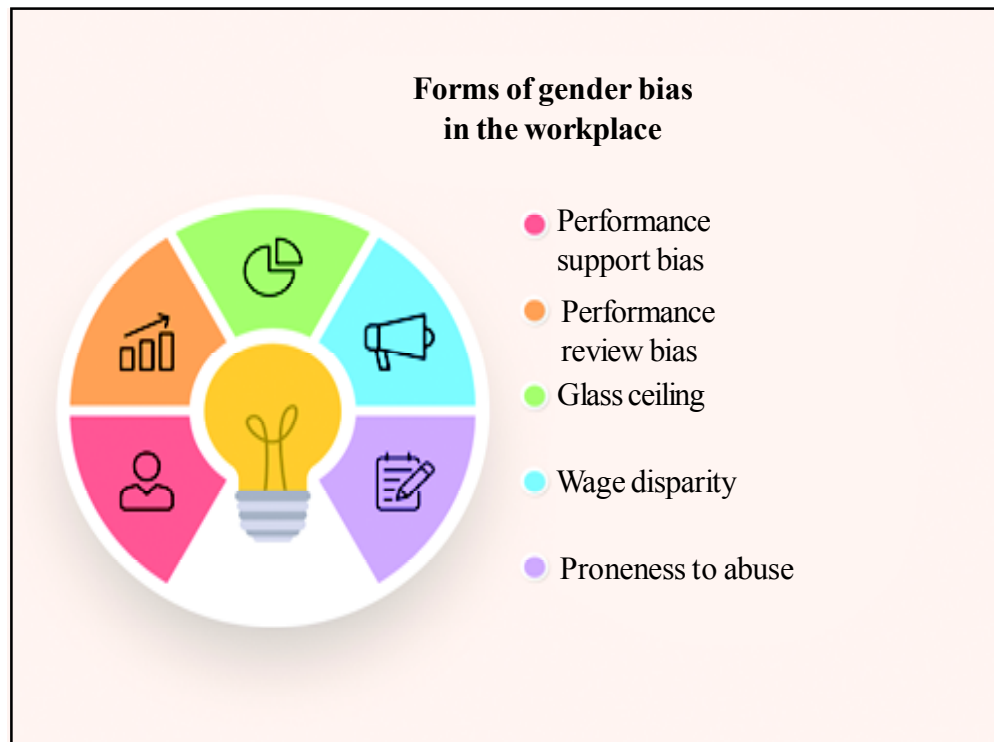 Forms of gender bias
in the workplace
Performance
support bias
Performance
review bias
Glass ceiling
Wage disparity
Proneness to abuse